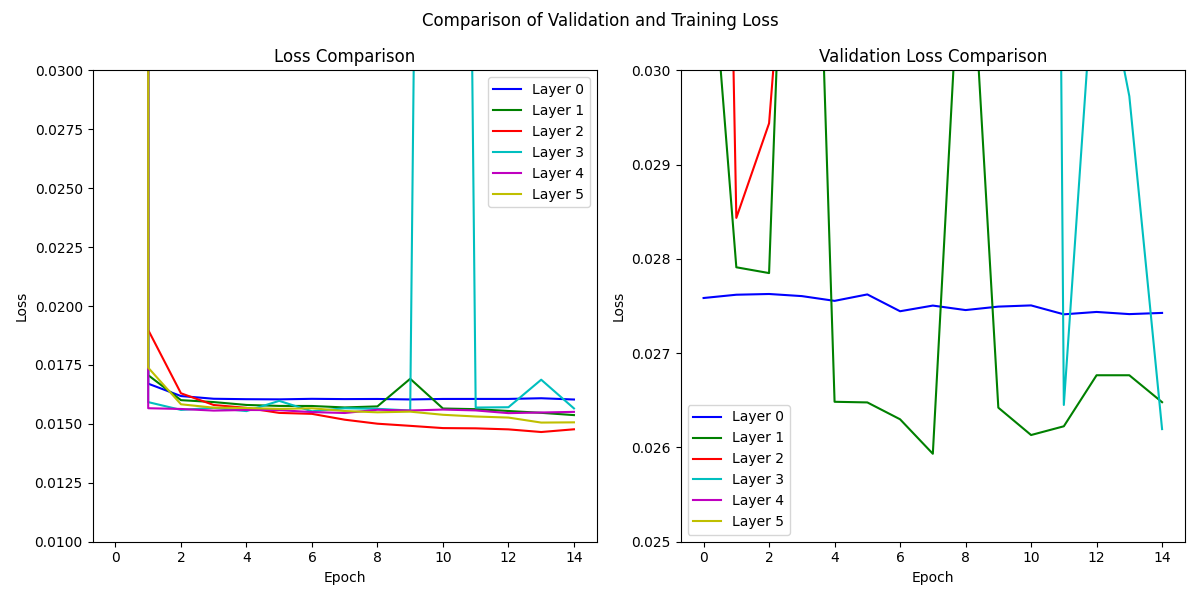 Comparison of Validation and Training Loss
Loss Comparison
0.0300
0.0275
0.0250
0.0225
0.0200
0.0175
0.0150
0.0125
0.0100
Loss
0 2 4 6 8 10 12 14
Epoch
Layer 0
Layer 1
Layer 2
Layer 3
Layer 4
Layer 5
Validation Loss Comparison
0.030
0.029
0.028
0.027
0.026
0.025
Loss
0 2 4 6 8 10 12 14
Epoch
Layer 0
Layer 1
Layer 2
Layer 3
Layer 4
Layer 5